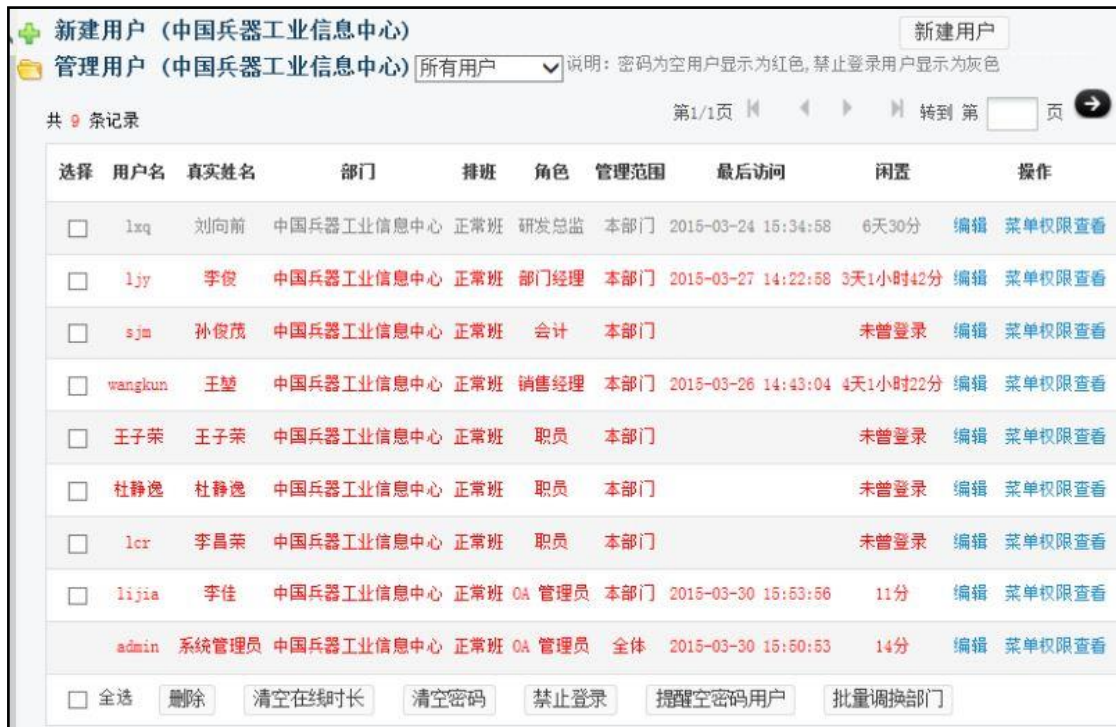 新建用户 (中国兵器工业信息中心) 新建用户
管理用户 (中国兵器工业信息中心) 所有用户 说明: 密码为空用户显示为红色, 禁止登录用户显示为灰色
共 9 条记录 第1/1页 转到 第 页
选择 用户名 真实姓名 部门 排班 角色 管理范围 最后访问 闲置 操作
lxq 刘向前 中国兵器工业信息中心 正常班 研发总监 本部门 2015-03-24 15:34:58 6天30分 编辑 菜单权限查看
ljy 李俊 中国兵器工业信息中心 正常班 部门经理 本部门 2015-03-27 14:22:58 3天1小时42分 编辑 菜单权限查看
sjm 孙俊茂 中国兵器工业信息中心 正常班 会计 本部门 未曾登录 编辑 菜单权限查看
wangkun 王堃 中国兵器工业信息中心 正常班 销售经理 本部门 2015-03-26 14:43:04 4天1小时22分 编辑 菜单权限查看
王子荣 王子荣 中国兵器工业信息中心 正常班 职员 本部门 未曾登录 编辑 菜单权限查看
杜静逸 杜静逸 中国兵器工业信息中心 正常班 职员 本部门 未曾登录 编辑 菜单权限查看
lcr 李昌荣 中国兵器工业信息中心 正常班 职员 本部门 未曾登录 编辑 菜单权限查看
lijia 李佳 中国兵器工业信息中心 正常班 OA 管理员 本部门 2015-03-30 15:53:56 11分 编辑 菜单权限查看
admin 系统管理员 中国兵器工业信息中心 正常班 OA 管理员 全体 2015-03-30 15:50:53 14分 编辑 菜单权限查看
全选 删除 清空在线时长 清空密码 禁止登录 提醒空密码用户 批量调换部门